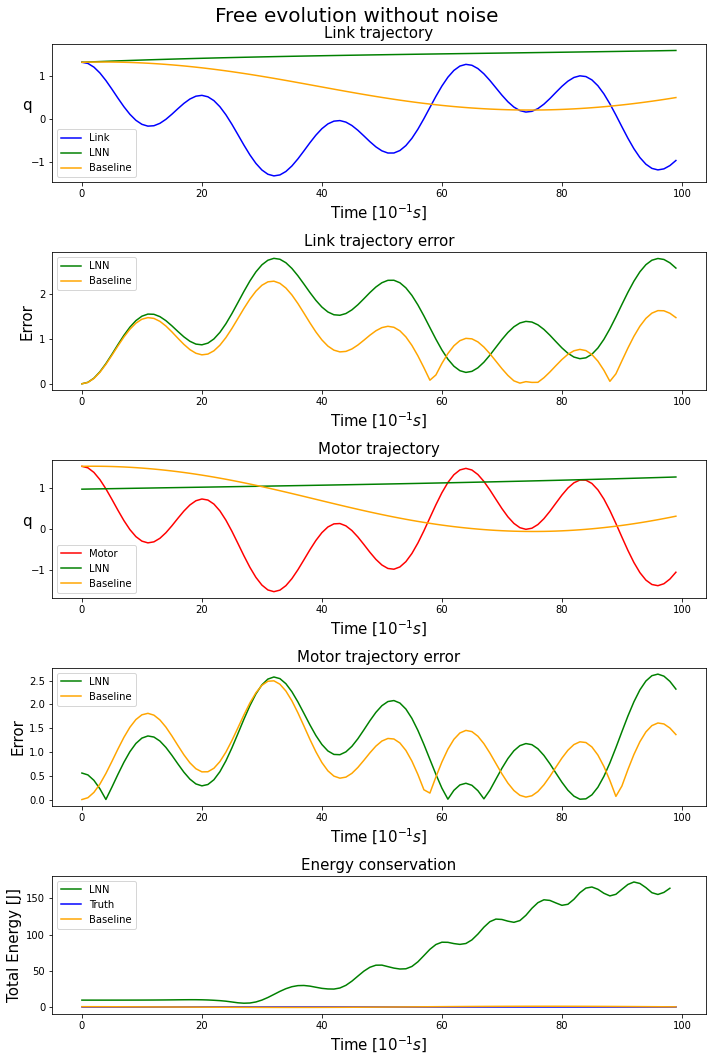 Free evolution without noise
Link trajectory
q
1
0
−1
Link
LNN
Baseline
0 20 40 60 80 100
Time [10⁻¹s]
Link trajectory error
Error
2
1
0
LNN
Baseline
0 20 40 60 80 100
Time [10⁻¹s]
Motor trajectory
q
1
0
−1
Motor
LNN
Baseline
0 20 40 60 80 100
Time [10⁻¹s]
Motor trajectory error
Error
2.5
2.0
1.5
1.0
0.5
0.0
LNN
Baseline
0 20 40 60 80 100
Time [10⁻¹s]
Energy conservation
Total Energy [J]
150
100
50
0
LNN
Truth
Baseline
0 20 40 60 80 100
Time [10⁻¹s]